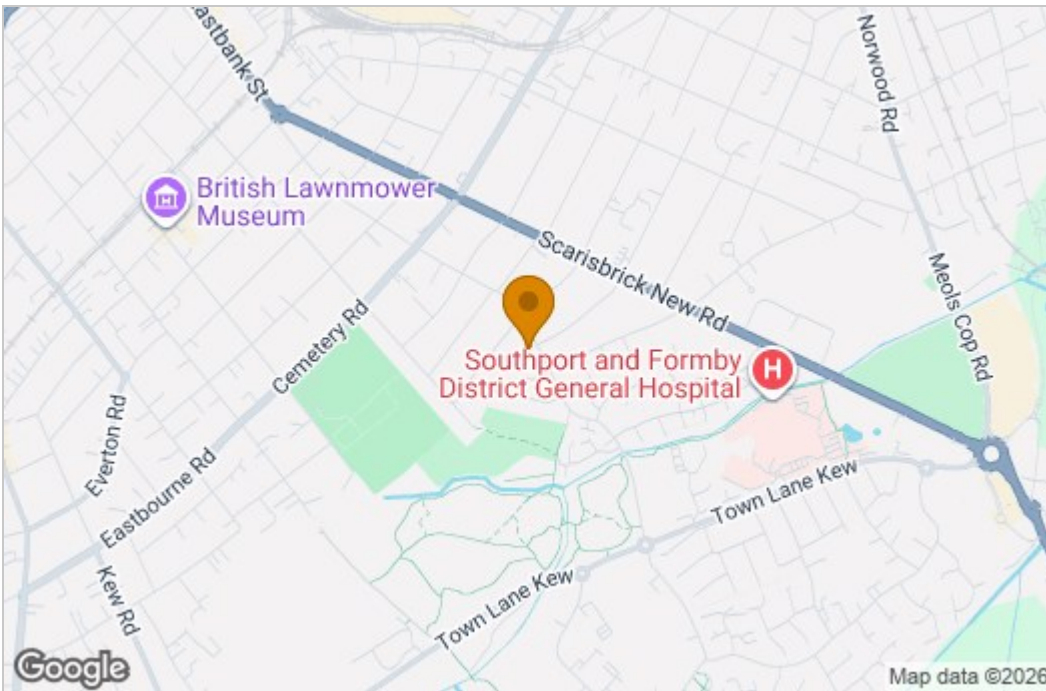 Eastbank St
Norwood Rd
British Lawnmower
Museum
Scarisbrick New Rd
Meols Cop Rd
Cemetery Rd
Southport and Formby
District General Hospital
H
Everton Rd
Eastbourne Rd
Town Lane Kew
Kew Rd
Town Lane Kew
Google
Map data ©2026